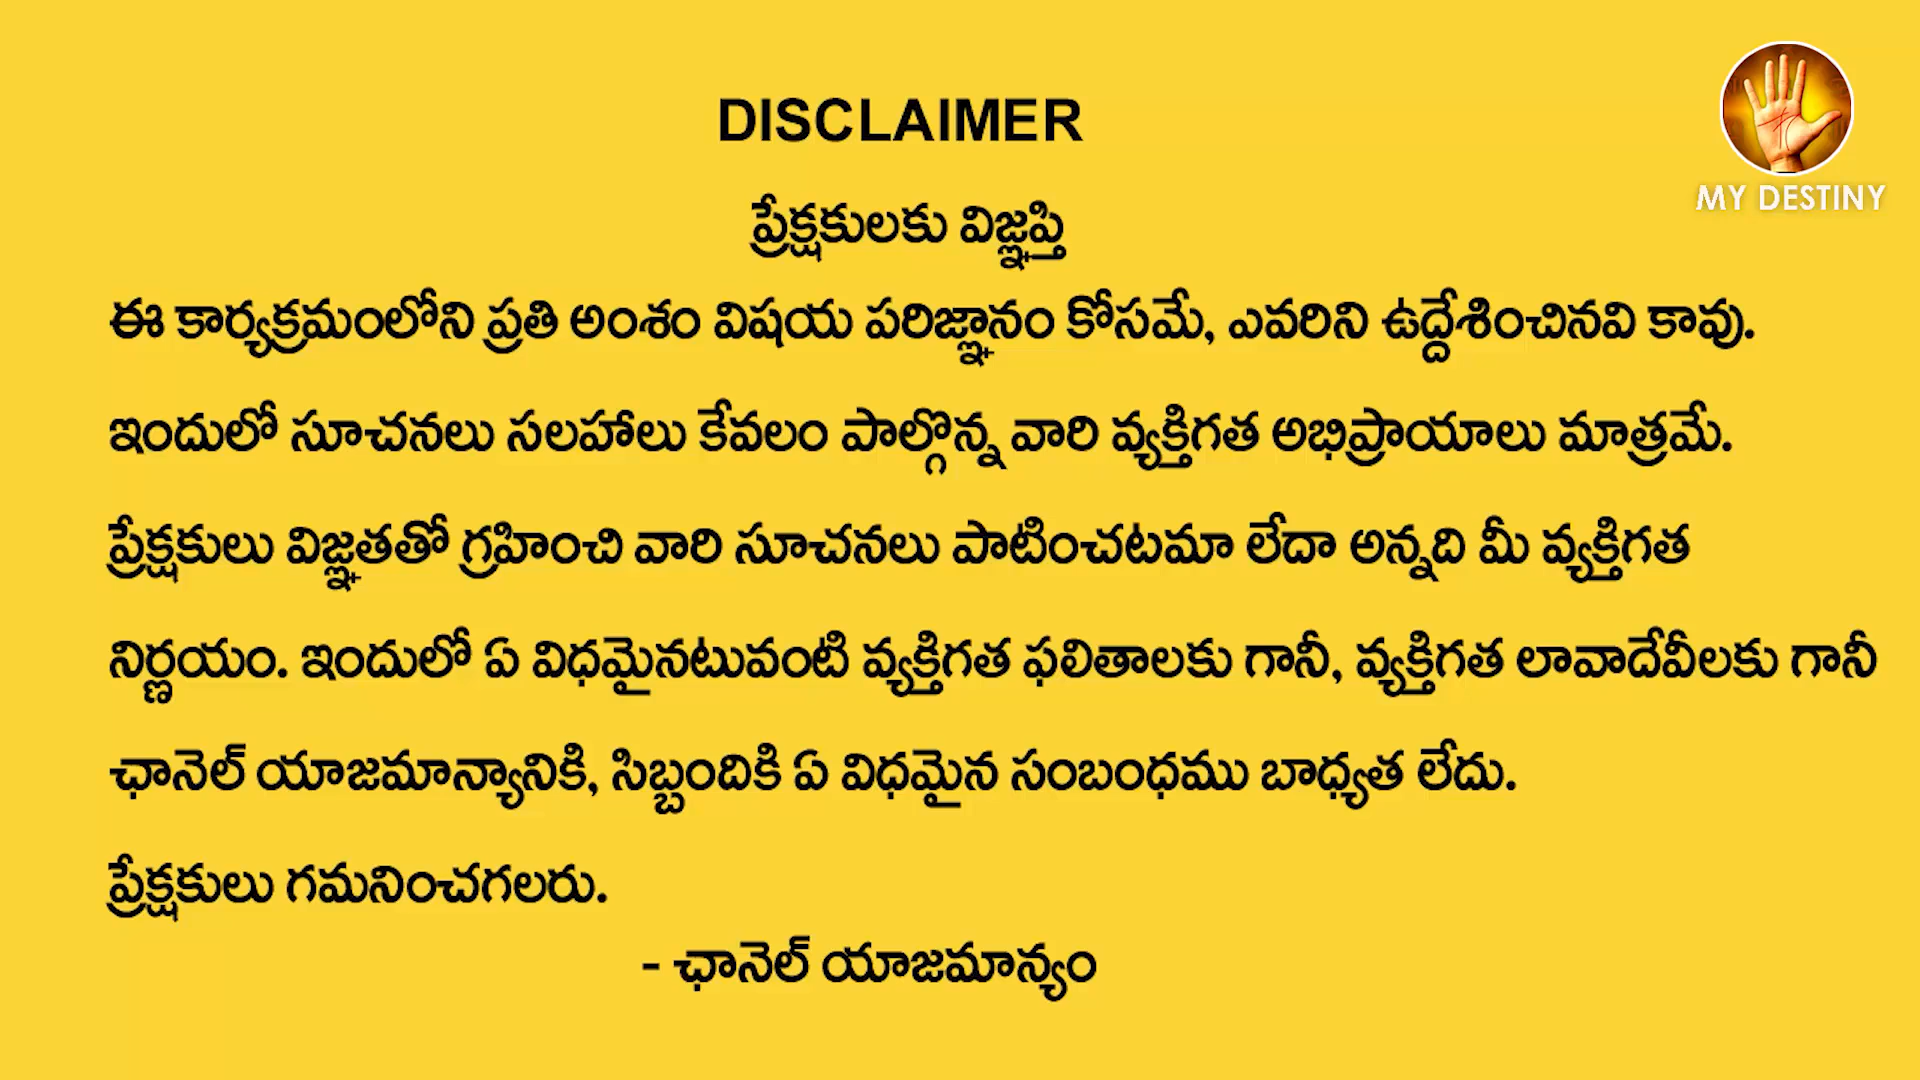 DISCLAIMER
MY DESTINY
ప్రేక్షకులకు విజ్ఞప్తి
ఈ కార్యక్రమంలోని ప్రతి అంశం విషయ పరిజ్ఞానం కోసమే, ఎవరిని ఉద్దేశించినవి కావు.
ఇందులో సూచనలు సలహాలు కేవలం పాల్గొన్న వారి వ్యక్తిగత అభిప్రాయాలు మాత్రమే.
ప్రేక్షకులు విజ్ఞతతో గ్రహించి వారి సూచనలు పాటించటమా లేదా అన్నది మీ వ్యక్తిగత
నిర్ణయం. ఇందులో ఏ విధమైనటువంటి వ్యక్తిగత ఫలితాలకు గానీ, వ్యక్తిగత లావాదేవీలకు గానీ
ఛానెల్ యాజమాన్యానికి, సిబ్బందికి ఏ విధమైన సంబంధము బాధ్యత లేదు.
ప్రేక్షకులు గమనించగలరు.
- ఛానెల్ యాజమాన్యం